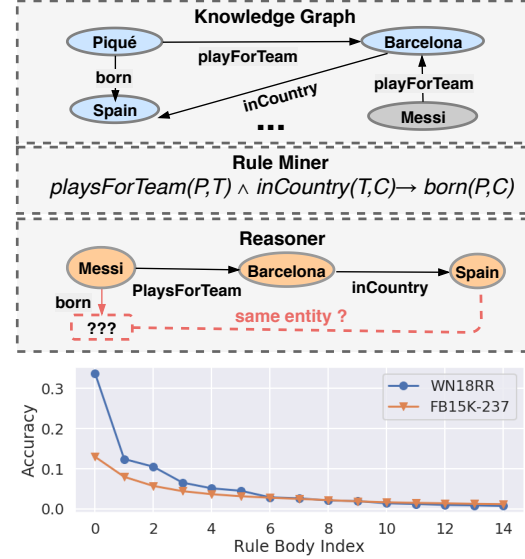 Knowledge Graph
Piqué
Barcelona
playForTeam
born
playForTeam
inCountry
Spain
...
Messi
Rule Miner
playsForTeam(P,T) ∧ inCountry(T,C)→ born(P,C)
Reasoner
Messi
Barcelona
Spain
PlaysForTeam
inCountry
born
same entity ?
???
WN18RR
FB15K-237
Accuracy
0.3
0.2
0.1
0.0
0 2 4 6 8 10 12 14
Rule Body Index